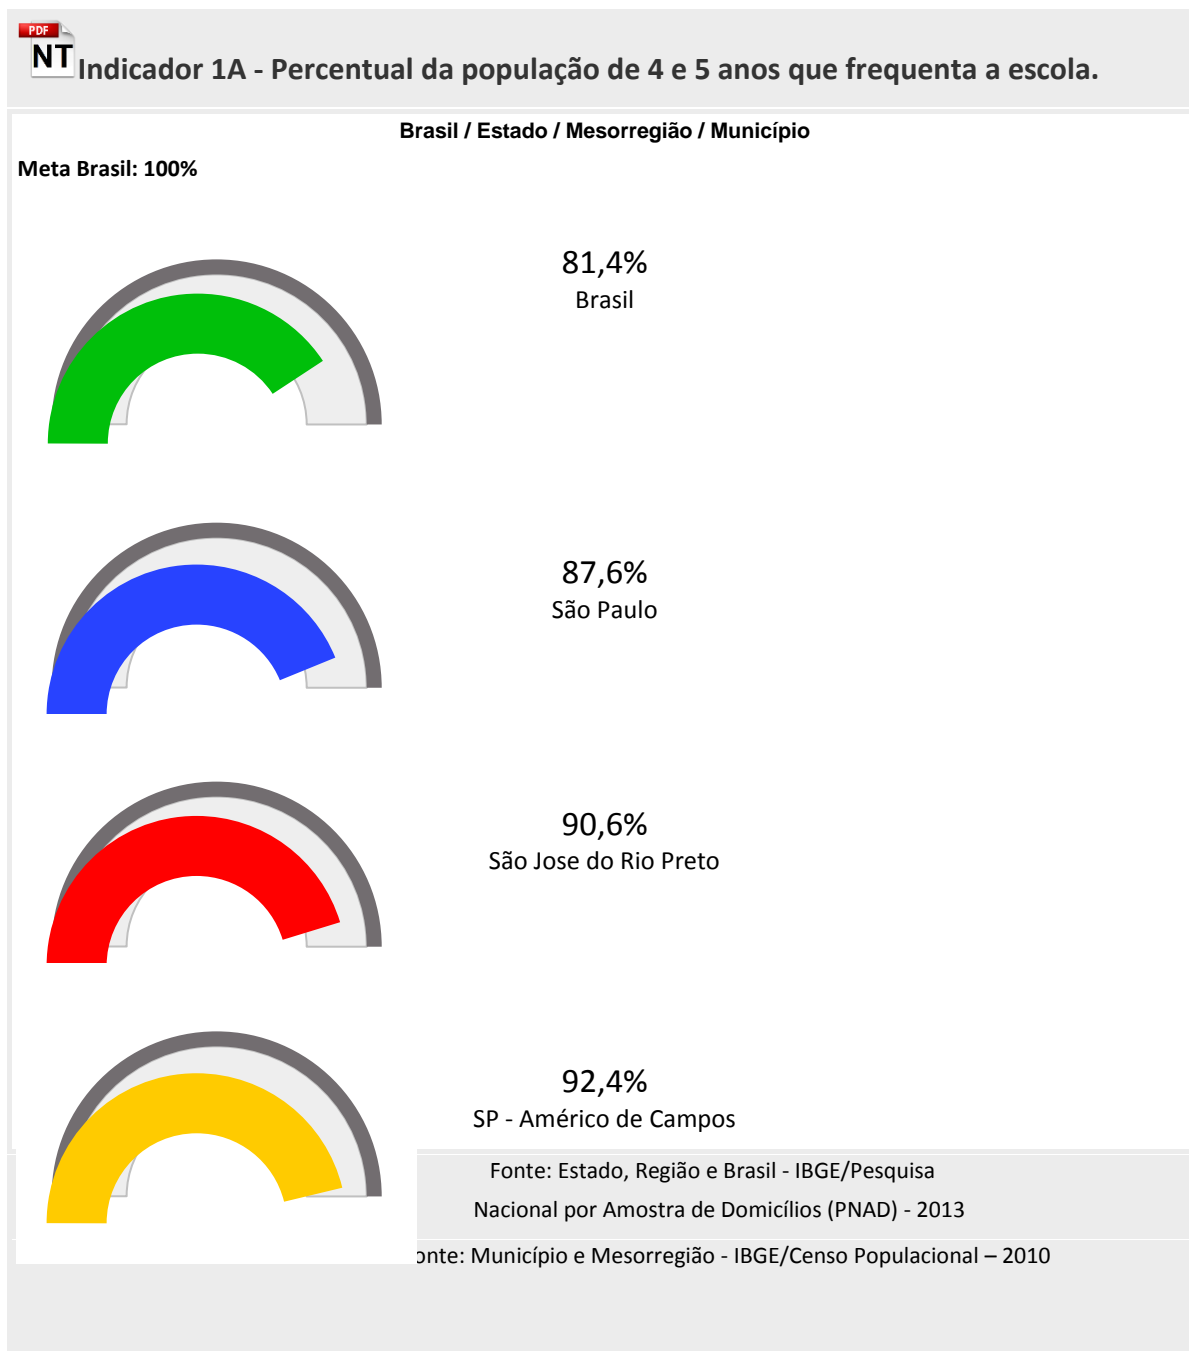 PDF
NT
Indicador 1A - Percentual da população de 4 e 5 anos que frequenta a escola.
Brasil / Estado / Mesorregião / Município
Meta Brasil: 100%
81,4%
Brasil
87,6%
São Paulo
90,6%
São Jose do Rio Preto
92,4%
SP - Américo de Campos
Fonte: Estado, Região e Brasil - IBGE/Pesquisa
Nacional por Amostra de Domicílios (PNAD) - 2013
onte: Município e Mesorregião - IBGE/Censo Populacional – 2010